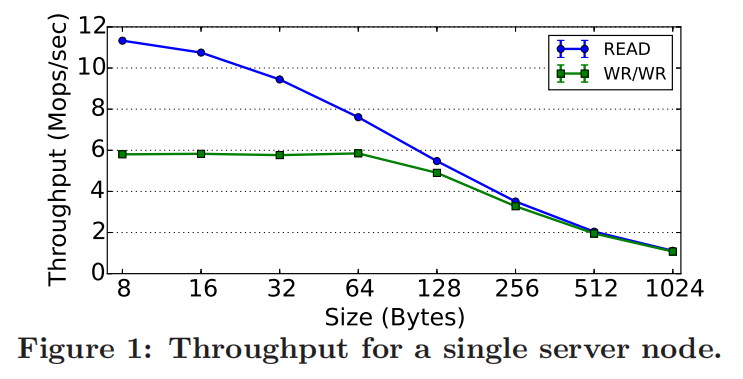 Throughput (Mops/sec)
12
10
8
6
4
2
0
READ
WR/WR
8 16 32 64 128 256 512 1024
Size (Bytes)
Figure 1: Throughput for a single server node.